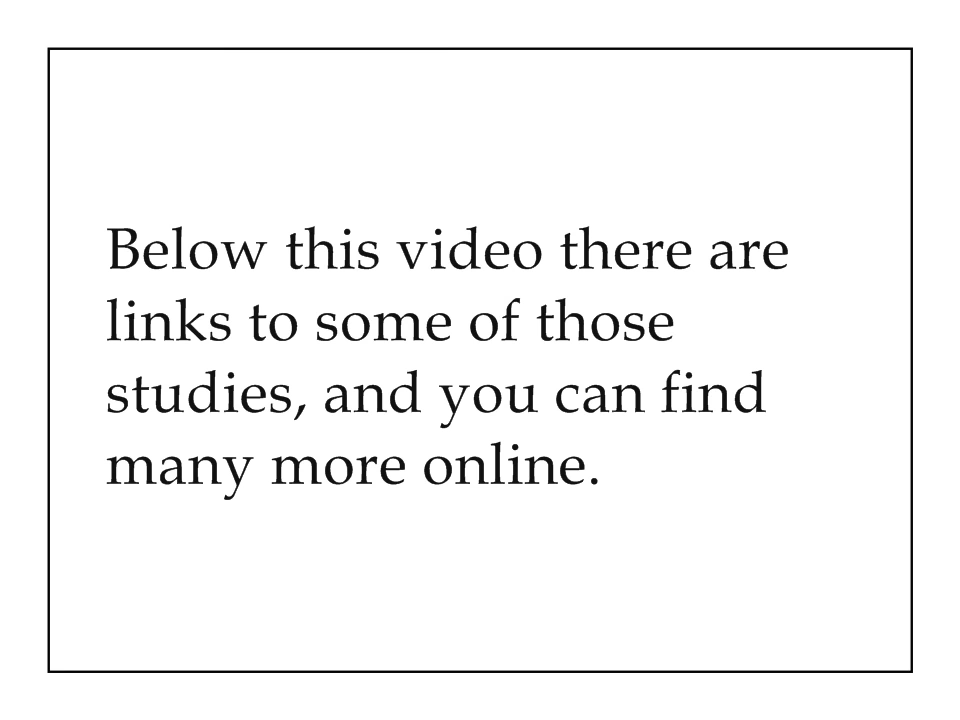 Below this video there are
links to some of those
studies, and you can find
many more online.